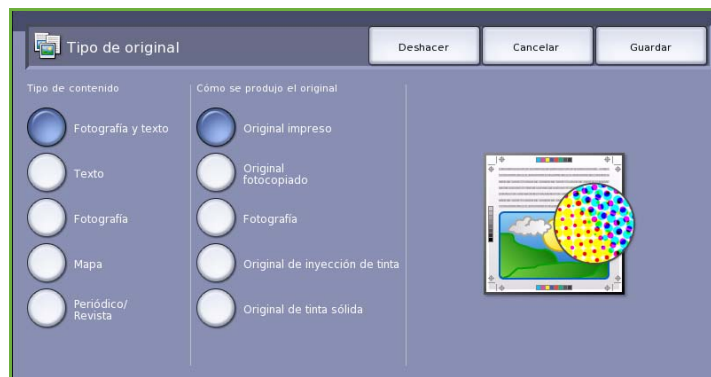 Tipo de original
Deshacer
Cancelar
Guardar
Tipo de contenido
Fotografía y texto
Texto
Fotografía
Mapa
Periódico/
Revista
Cómo se produjo el original
Original impreso
Original
fotocopiado
Fotografía
Original de inyección de tinta
Original de tinta sólida